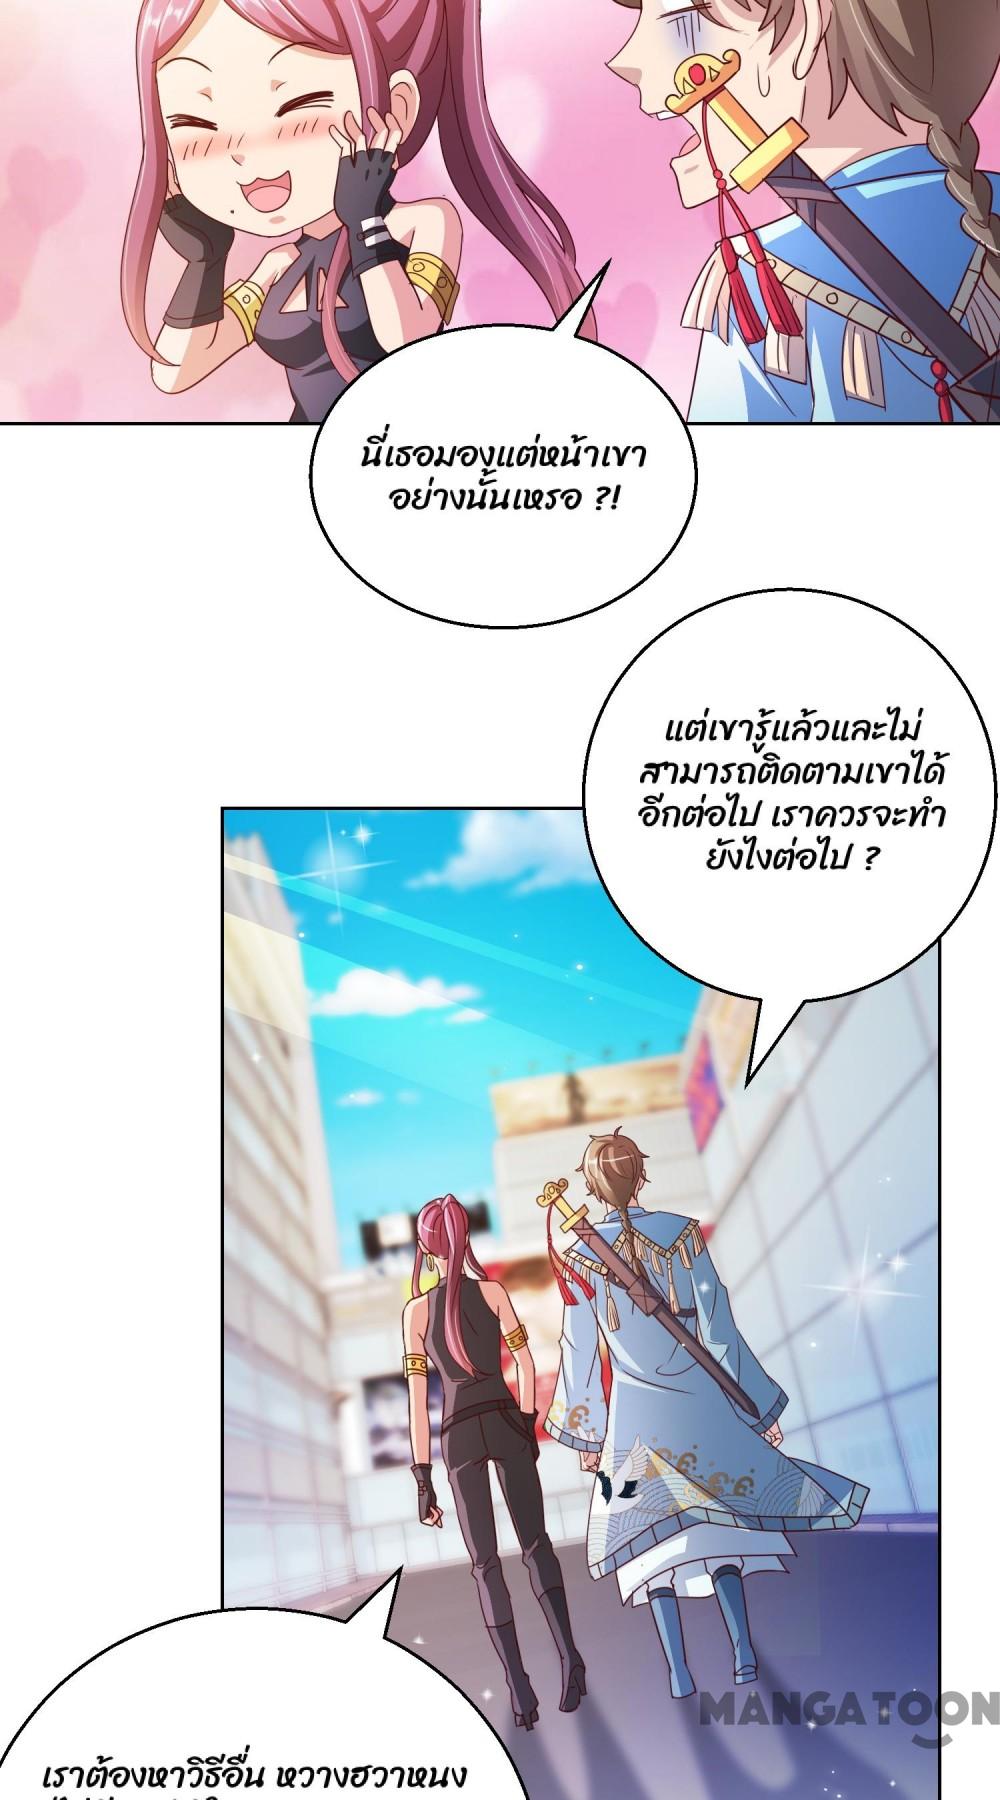 นี่เธอมองแต่หน้าเขา
อย่างนั้นเหรอ ?!
แต่เขารู้แล้วและไม่
สามารถติดตามเขาได้
อีกต่อไป เราควรจะทำ
ยังไงต่อไป ?
MANGATOON
เราต้องหาวิธีอื่น หวางฮวาหนง